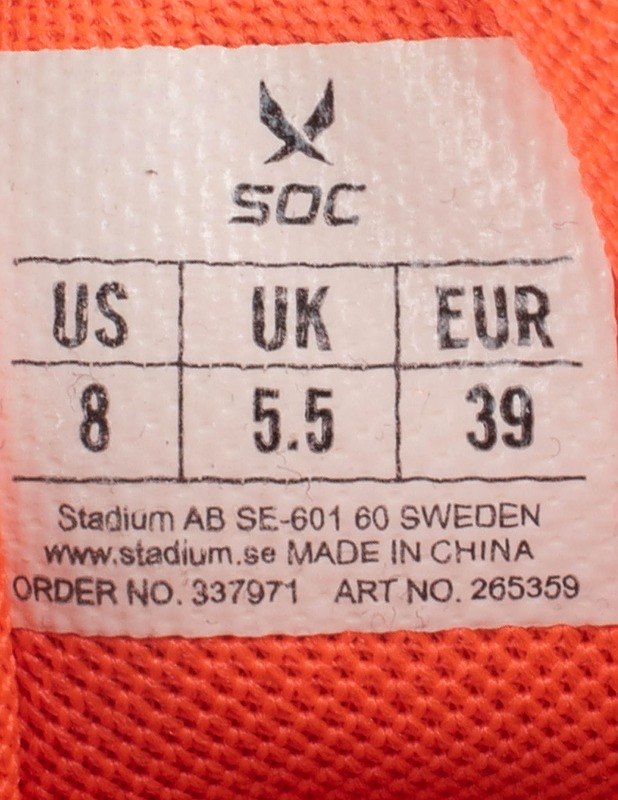 SOC
US UK EUR
8 5.5 39
Stadium AB SE-601 60 SWEDEN
www.stadium.se MADE IN CHINA
ORDER NO. 337971 ART NO. 265359